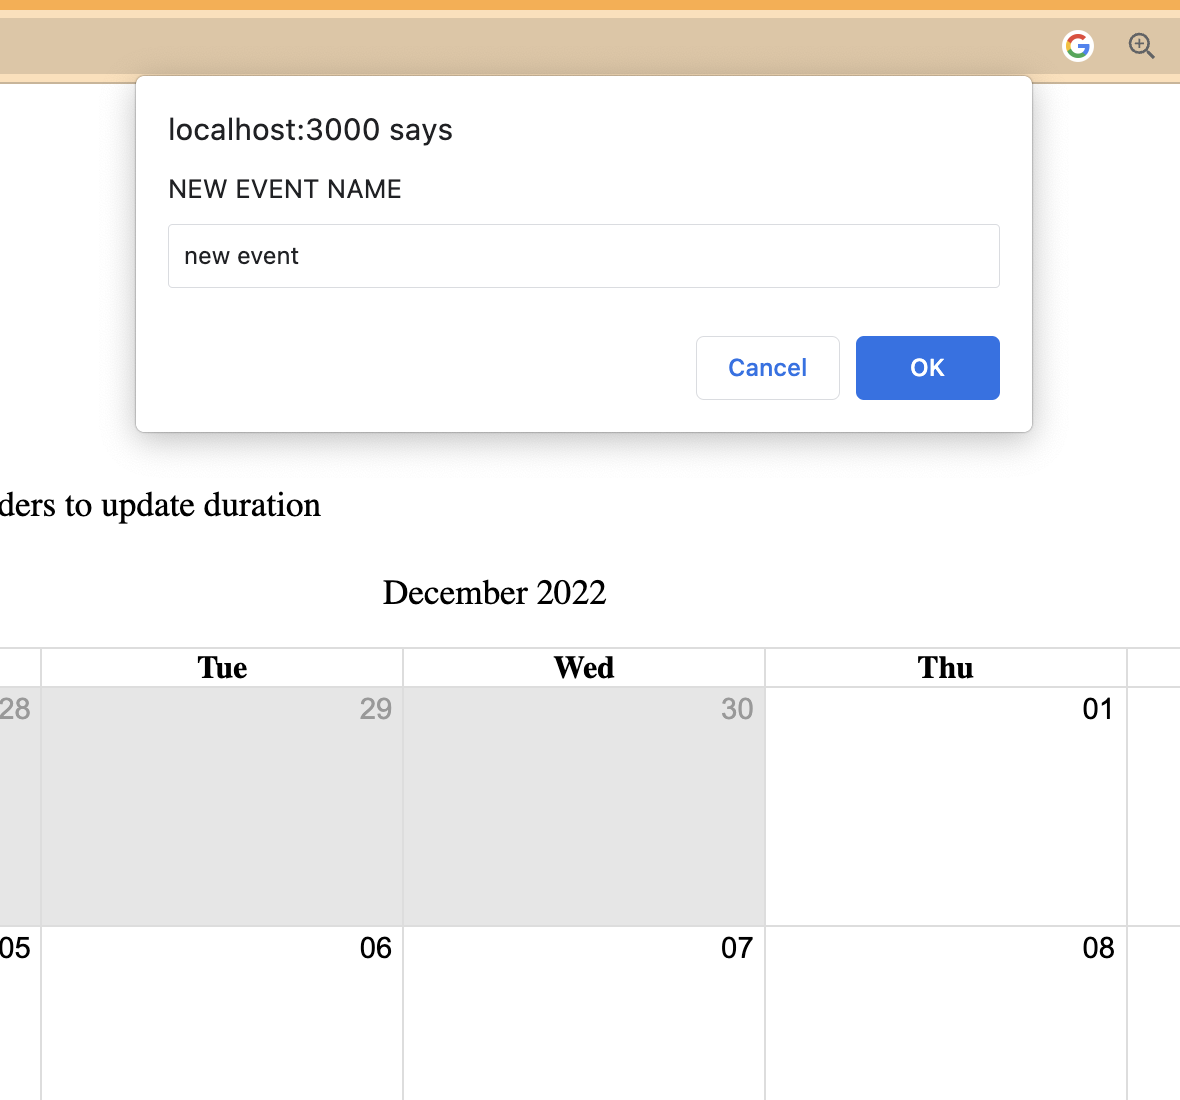 localhost:3000 says
NEW EVENT NAME
new event
Cancel OK
ders to update duration
December 2022
Tue Wed Thu
28 29 30 01
05 06 07 08